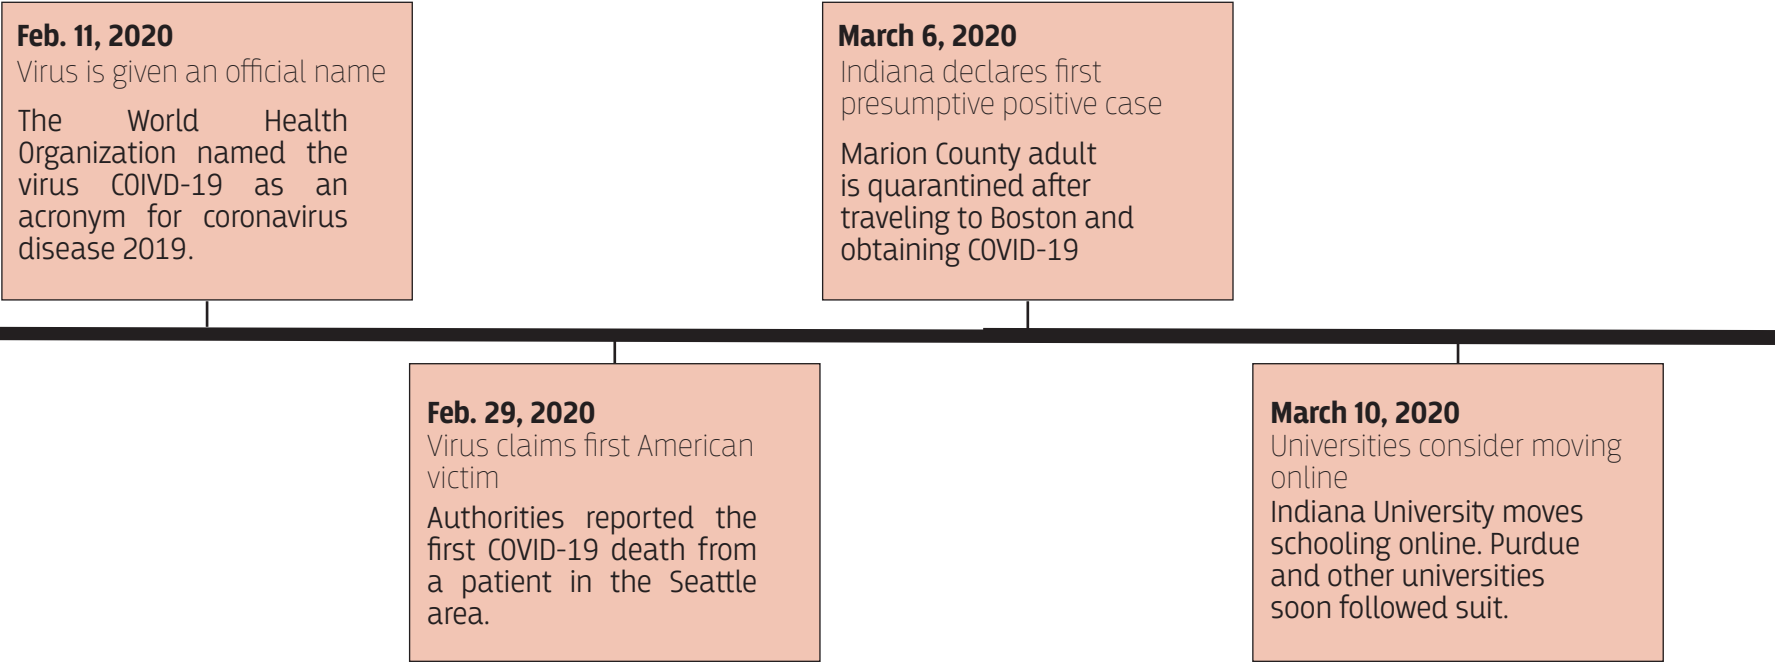 Feb. 11, 2020
Virus is given an official name
The World Health
Organization named the
virus COIVD-19 as an
acronym for coronavirus
disease 2019.
Feb. 29, 2020
Virus claims first American
victim
Authorities reported the
first COVID-19 death from
a patient in the Seattle
area.
March 6, 2020
Indiana declares first
presumptive positive case
Marion County adult
is quarantined after
traveling to Boston and
obtaining COVID-19
March 10, 2020
Universities consider moving
online
Indiana University moves
schooling online. Purdue
and other universities
soon followed suit.